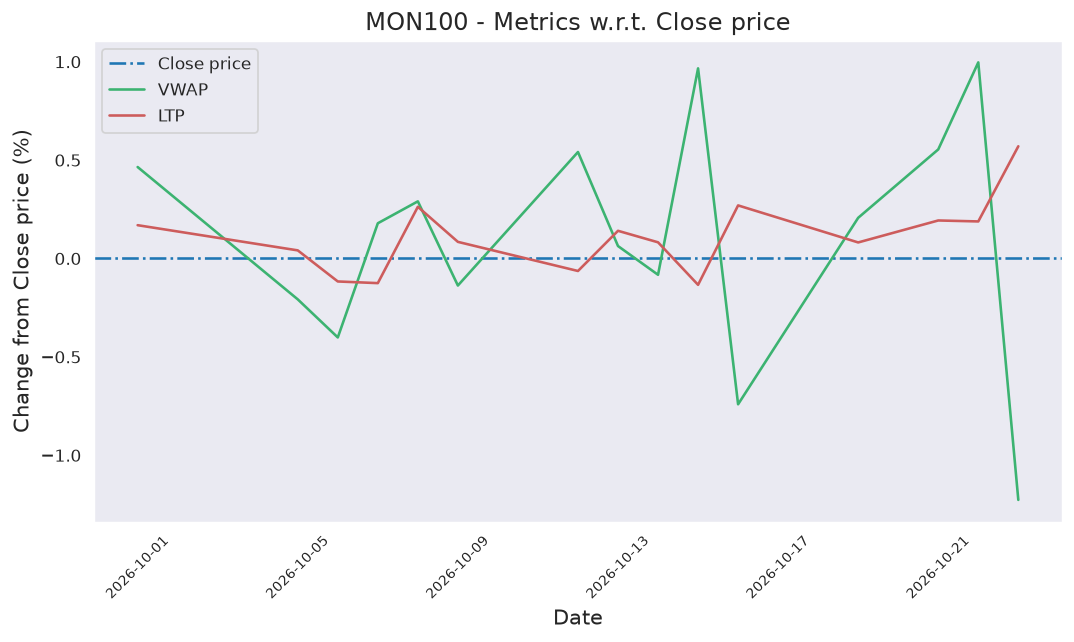 MON100 - Metrics w.r.t. Close price
Close price
VWAP
LTP
Change from Close price (%)
1.0
0.5
0.0
−0.5
−1.0
2026-10-01
2026-10-05
2026-10-09
2026-10-13
2026-10-17
2026-10-21
Date